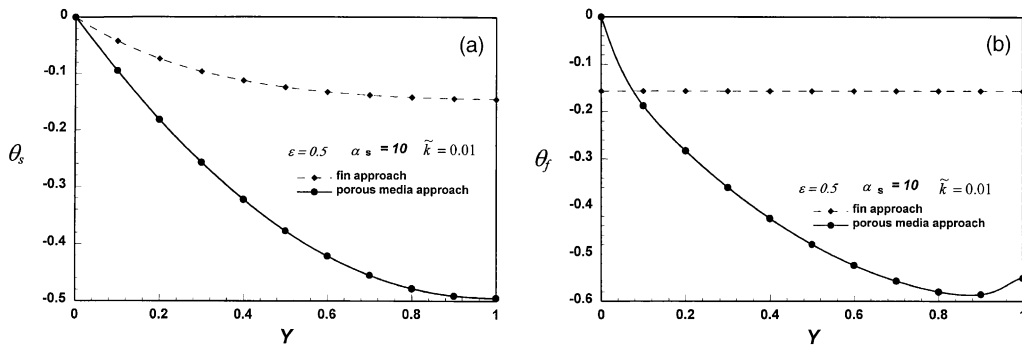 (a)
0
-0.1
-0.2
-0.3
-0.4
-0.5
θs
ε=0.5 α s = 10 k̃ = 0.01
fin approach
porous media approach
0 0.2 0.4 0.6 0.8 1
Y
(b)
0
-0.1
-0.2
-0.3
-0.4
-0.5
-0.6
θf
ε=0.5 α s = 10 k̃ = 0.01
fin approach
porous media approach
0 0.2 0.4 0.6 0.8 1
Y